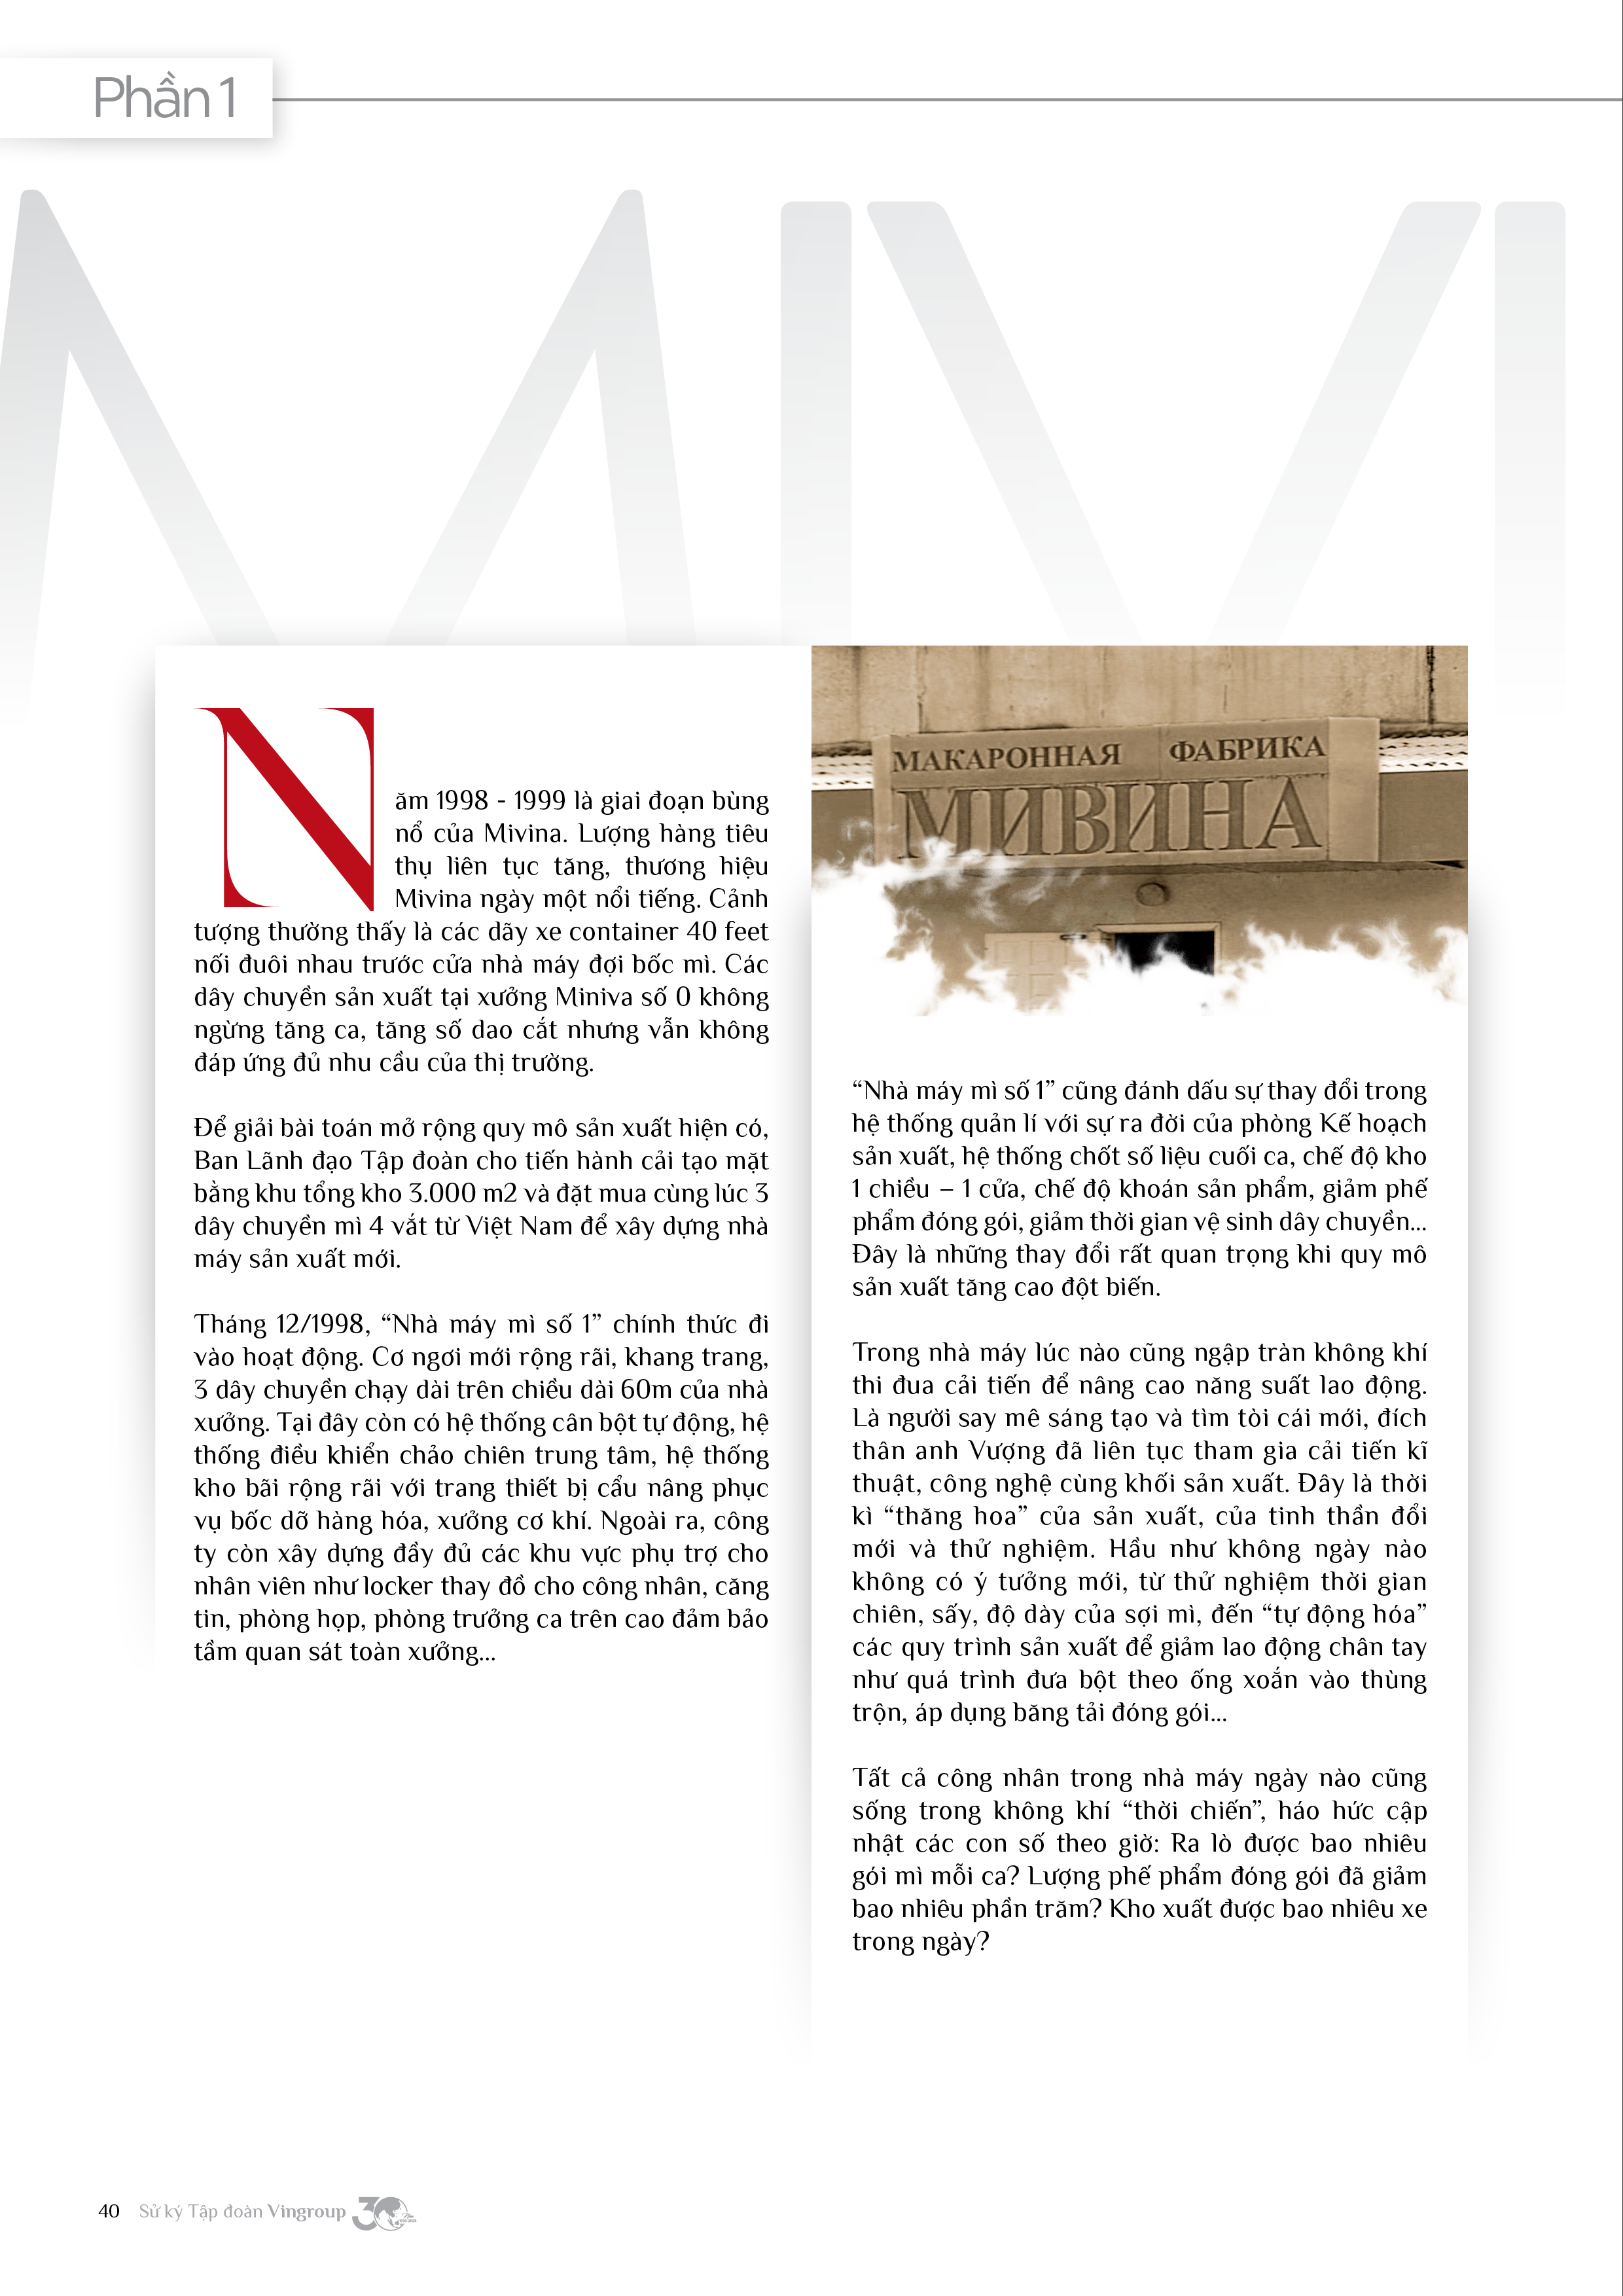 Phần 1
MIVI
Năm 1998 - 1999 là giai đoạn bùng
nổ của Mivina. Lượng hàng tiêu
thụ liên tục tăng, thương hiệu
Mivina ngày một nổi tiếng. Cảnh
tượng thường thấy là các dãy xe container 40 feet
nối đuôi nhau trước cửa nhà máy đợi bốc mì. Các
dây chuyền sản xuất tại xưởng Miniva số 0 không
ngừng tăng ca, tăng số dao cắt nhưng vẫn không
đáp ứng đủ nhu cầu của thị trường.
Để giải bài toán mở rộng quy mô sản xuất hiện có,
Ban Lãnh đạo Tập đoàn cho tiến hành cải tạo mặt
bằng khu tổng kho 3.000 m2 và đặt mua cùng lúc 3
dây chuyền mì 4 vắt từ Việt Nam để xây dựng nhà
máy sản xuất mới.
Tháng 12/1998, “Nhà máy mì số 1” chính thức đi
vào hoạt động. Cơ ngơi mới rộng rãi, khang trang,
3 dây chuyền chạy dài trên chiều dài 60m của nhà
xưởng. Tại đây còn có hệ thống cân bột tự động, hệ
thống điều khiển chảo chiên trung tâm, hệ thống
kho bãi rộng rãi với trang thiết bị cẩu nâng phục
vụ bốc dỡ hàng hóa, xưởng cơ khí. Ngoài ra, công
ty còn xây dựng đầy đủ các khu vực phụ trợ cho
nhân viên như locker thay đồ cho công nhân, căng
tin, phòng họp, phòng trưởng ca trên cao đảm bảo
tầm quan sát toàn xưởng...
МАКАРОННАЯ ФАБРИКА
МИВИНА
“Nhà máy mì số 1” cũng đánh dấu sự thay đổi trong
hệ thống quản lí với sự ra đời của phòng Kế hoạch
sản xuất, hệ thống chốt số liệu cuối ca, chế độ kho
1 chiều – 1 cửa, chế độ khoán sản phẩm, giảm phế
phẩm đóng gói, giảm thời gian vệ sinh dây chuyền...
Đây là những thay đổi rất quan trọng khi quy mô
sản xuất tăng cao đột biến.
Trong nhà máy lúc nào cũng ngập tràn không khí
thi đua cải tiến để nâng cao năng suất lao động.
Là người say mê sáng tạo và tìm tòi cái mới, đích
thân anh Vượng đã liên tục tham gia cải tiến kĩ
thuật, công nghệ cùng khối sản xuất. Đây là thời
kì “thăng hoa” của sản xuất, của tinh thần đổi
mới và thử nghiệm. Hầu như không ngày nào
không có ý tưởng mới, từ thử nghiệm thời gian
chiên, sấy, độ dày của sợi mì, đến “tự động hóa”
các quy trình sản xuất để giảm lao động chân tay
như quá trình đưa bột theo ống xoắn vào thùng
trộn, áp dụng băng tải đóng gói...
Tất cả công nhân trong nhà máy ngày nào cũng
sống trong không khí “thời chiến”, háo hức cập
nhật các con số theo giờ: Ra lò được bao nhiêu
gói mì mỗi ca? Lượng phế phẩm đóng gói đã giảm
bao nhiêu phần trăm? Kho xuất được bao nhiêu xe
trong ngày?
40 Sử ký Tập đoàn Vingroup 30